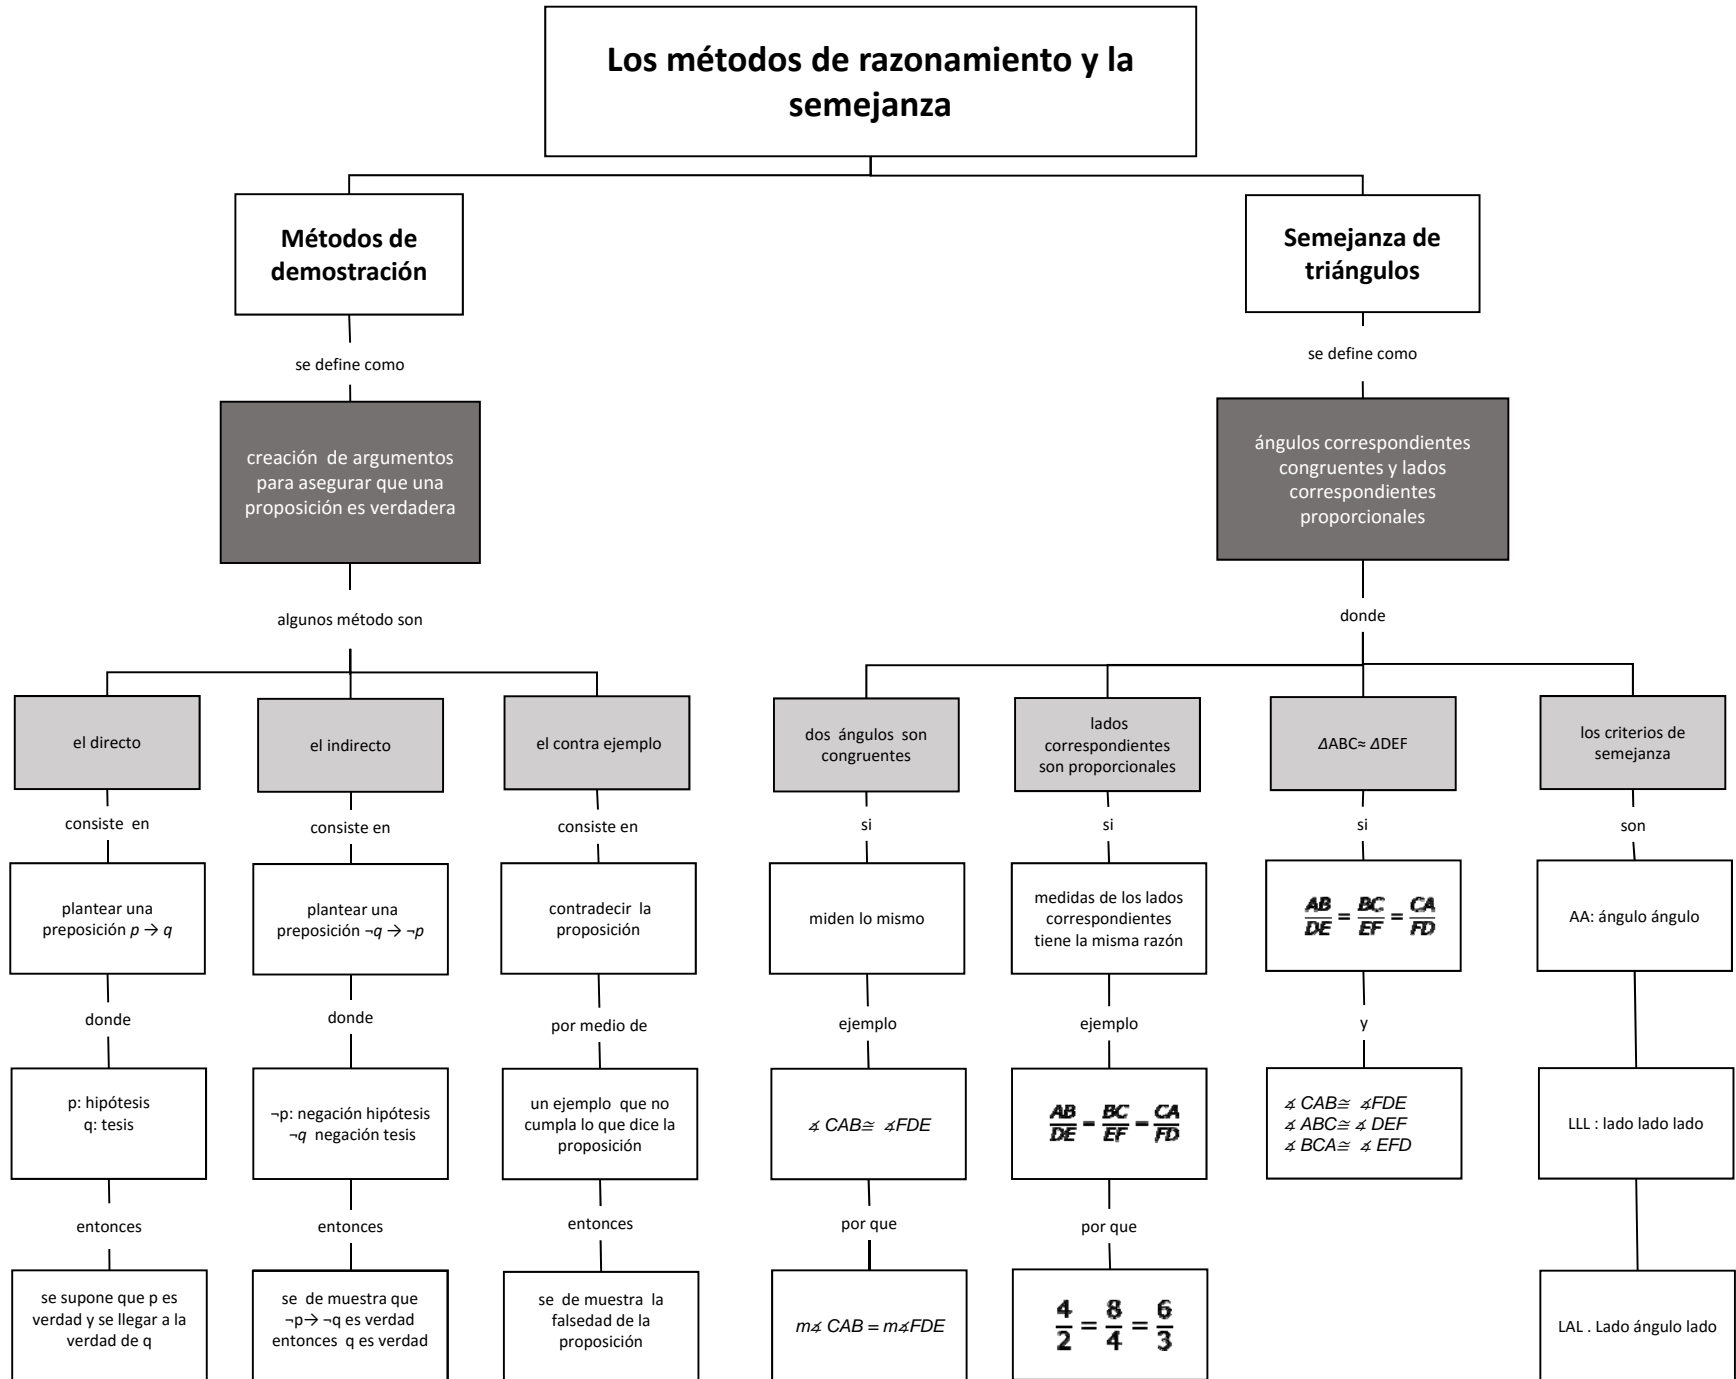 Los métodos de razonamiento y la
semejanza
Métodos de
demostración
se define como
creación de argumentos
para asegurar que una
proposición es verdadera
algunos método son
el directo
consiste en
plantear una
preposición p → q
donde
p: hipótesis
q: tesis
entonces
se supone que p es
verdad y se llegar a la
verdad de q
el indirecto
consiste en
plantear una
preposición ¬q → ¬p
donde
¬p: negación hipótesis
¬q negación tesis
entonces
se de muestra que
¬p→ ¬q es verdad
entonces q es verdad
el contra ejemplo
consiste en
contradecir la
proposición
por medio de
un ejemplo que no
cumpla lo que dice la
proposición
entonces
se de muestra la
falsedad de la
proposición
Semejanza de
triángulos
se define como
ángulos correspondientes
congruentes y lados
correspondientes
proporcionales
donde
dos ángulos son
congruentes
si
miden lo mismo
ejemplo
∡ CAB≅ ∡FDE
por que
m∡ CAB = m∡FDE
lados
correspondientes
son proporcionales
si
medidas de los lados
correspondientes
tiene la misma razón
ejemplo
AB/DE = BC/EF = CA/FD
por que
4/2 = 8/4 = 6/3
ΔABC≈ ΔDEF
si
AB/DE = BC/EF = CA/FD
y
∡ CAB≅ ∡FDE
∡ ABC≅ ∡ DEF
∡ BCA≅ ∡ EFD
los criterios de
semejanza
son
AA: ángulo ángulo
LLL : lado lado lado
LAL . Lado ángulo lado